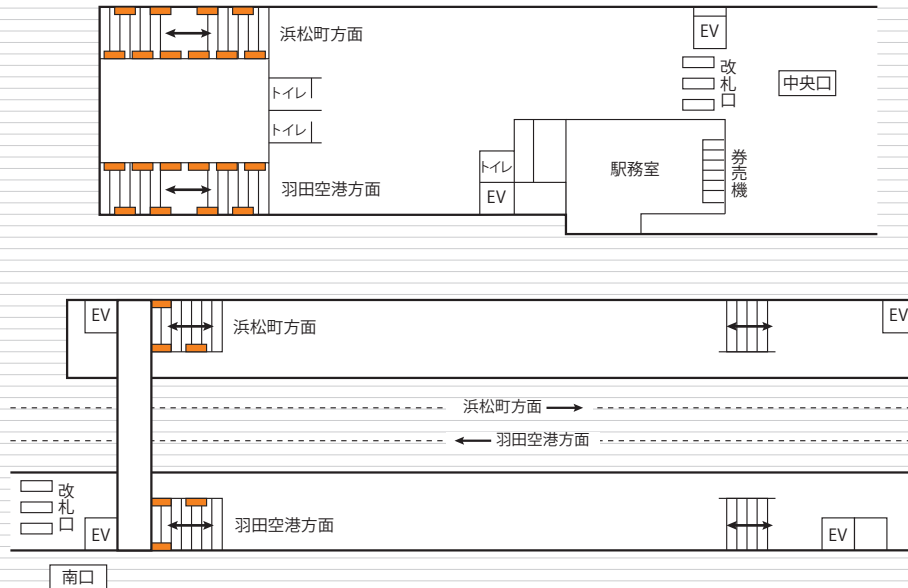 浜松町方面
EV
改札口
中央口
トイレ
トイレ
トイレ
駅務室
券売機
羽田空港方面
EV
EV
浜松町方面
EV
浜松町方面
羽田空港方面
改札口
EV
羽田空港方面
EV
南口